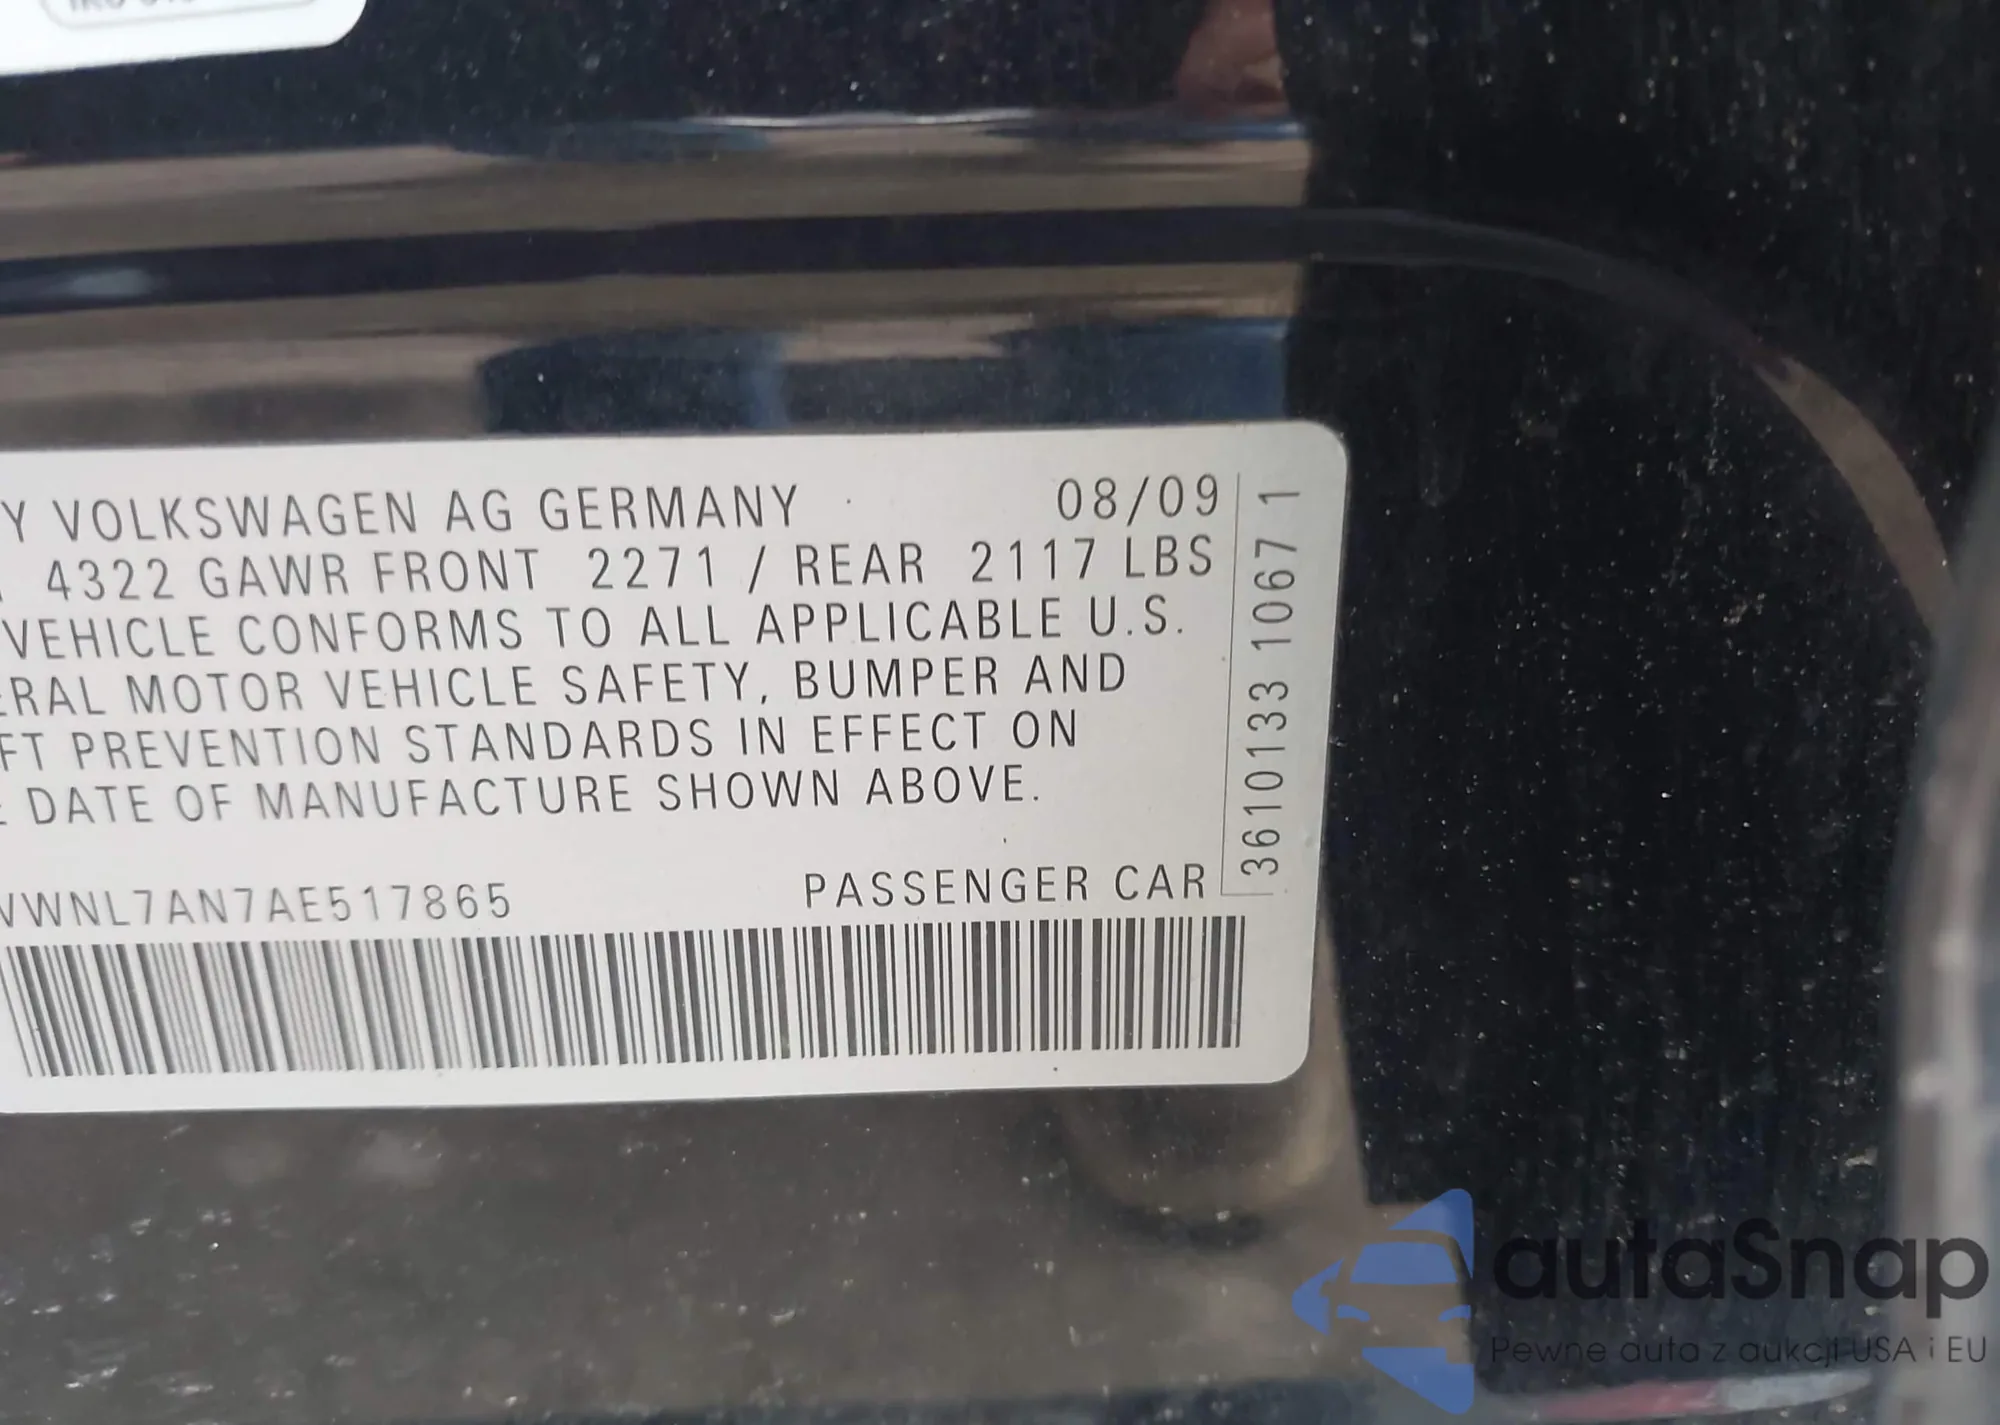 Y VOLKSWAGEN AG GERMANY 08/09
4322 GAWR FRONT 2271 / REAR 2117 LBS
VEHICLE CONFORMS TO ALL APPLICABLE U.S.
ERAL MOTOR VEHICLE SAFETY, BUMPER AND
FT PREVENTION STANDARDS IN EFFECT ON
E DATE OF MANUFACTURE SHOWN ABOVE.
VWNL7AN7AE517865 PASSENGER CAR
3610133 1067 1
autaSnap
Pewne auta z aukcji USA i EU